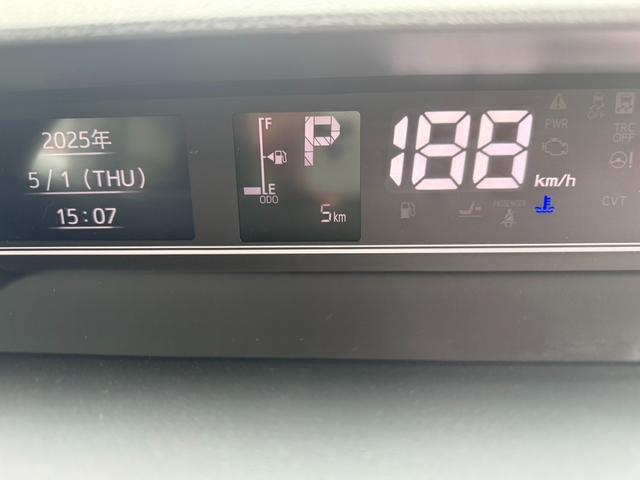 2025年
5/1 (THU)
15:07
F
P
E
ODO
5km
188
km/h
PWR
OFF
TRC
OFF
PASSENGER
CVT